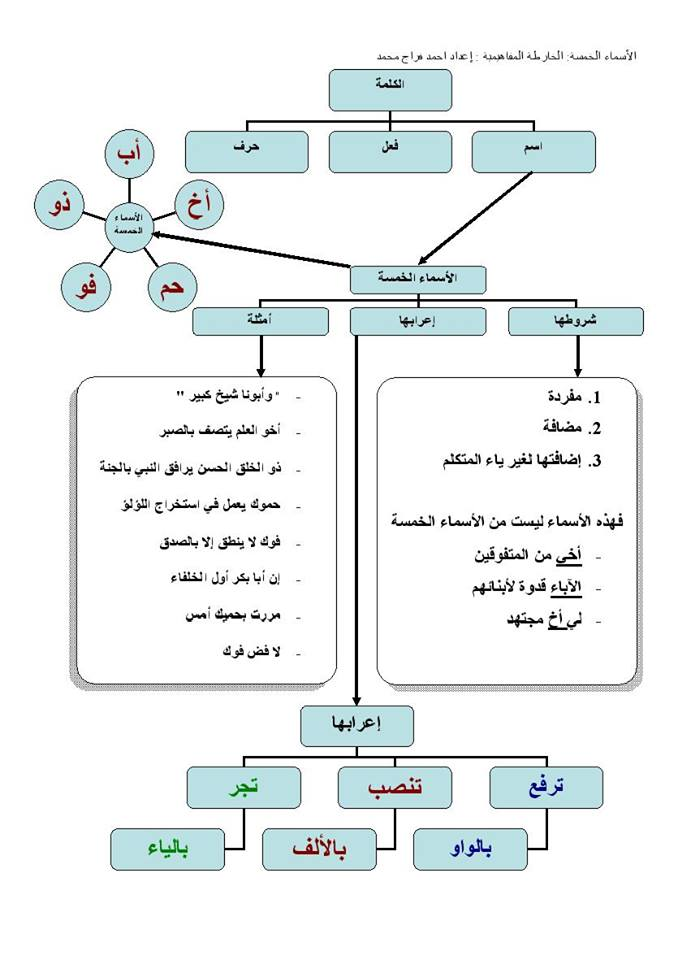 الأسماء الخمسة: الخارطة المفاهيمية : إعداد احمد فراج محمد
الكلمة
اسم
فعل
حرف
أب
أخ
ذو
الأسماء
الخمسة
حم
فو
الأسماء الخمسة
شروطها
إعرابها
أمثلة
1. مفردة
2. مضافة
3. إضافتها لغير ياء المتكلم
فهذه الأسماء ليست من الأسماء الخمسة
- أخي من المتفوقين
- الآباء قدوة لأبنائهم
- لي أخ مجتهد
- " وأبونا شيخ كبير "
- أخو العلم يتصف بالصبر
- ذو الخلق الحسن يرافق النبي بالجنة
- حموك يعمل في استخراج اللؤلؤ
- فوك لا ينطق إلا بالصدق
- إن أبا بكر أول الخلفاء
- مررت بحميك أمس
- لا فض فوك
إعرابها
ترفع
تنصب
تجر
بالواو
بالألف
بالياء